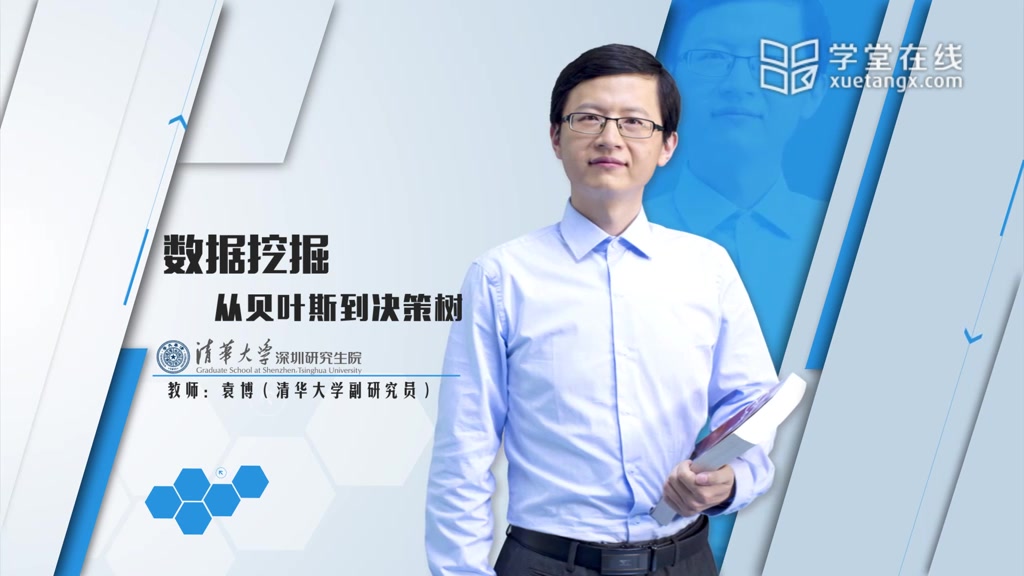 学堂在线
xuetangx.com
数据挖掘
从贝叶斯到决策树
清华大学深圳研究生院
Graduate School at Shenzhen,Tsinghua University
教师：袁博（清华大学副研究员）